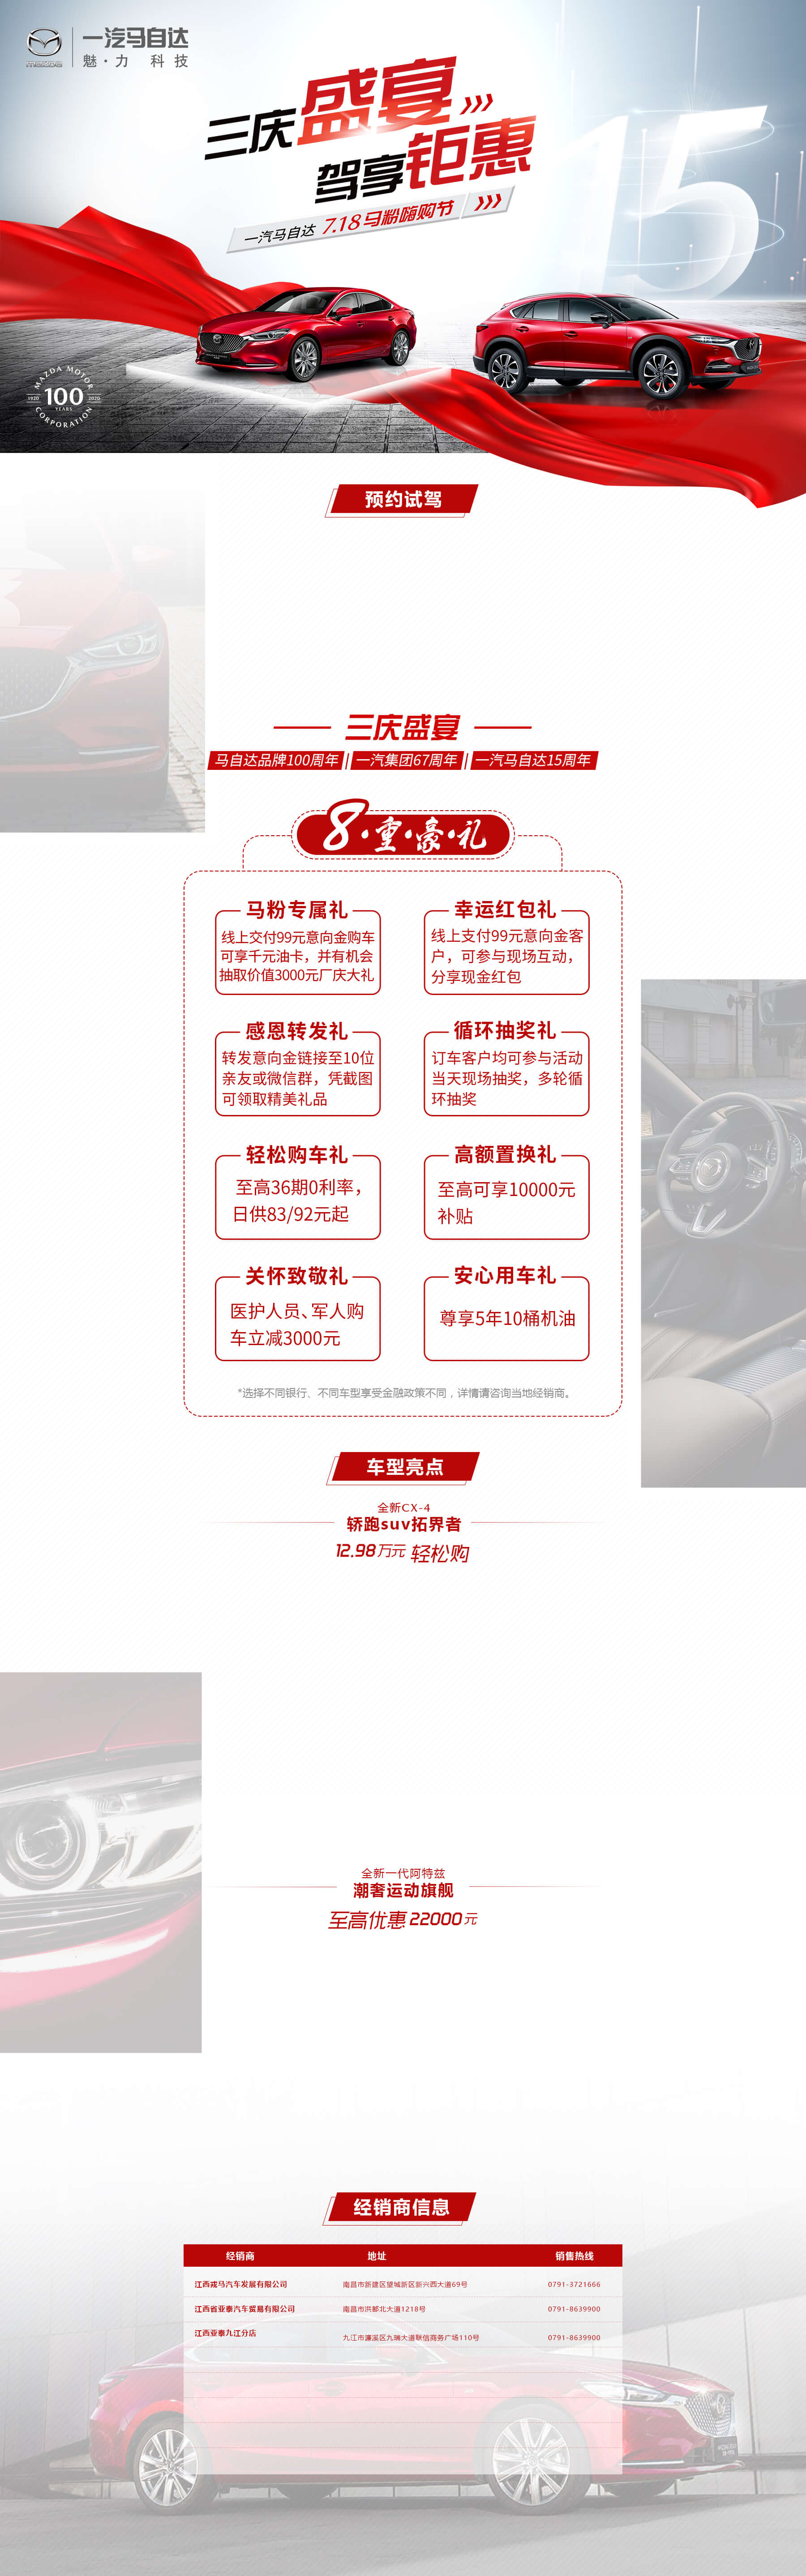 一汽马自达
魅·力 科技
三庆盛宴
驾享钜惠
一汽马自达 7.18马粉嗨购节
15
MAZDA MOTOR
1920 100 2020
YEARS
CORPORATION
预约试驾
三庆盛宴
马自达品牌100周年 | 一汽集团67周年 | 一汽马自达15周年
8·重·豪·礼
马粉专属礼
线上交付99元意向金购车
可享千元油卡，并有机会
抽取价值3000元厂庆大礼
幸运红包礼
线上支付99元意向金客
户，可参与现场互动，
分享现金红包
感恩转发礼
转发意向金链接至10位
亲友或微信群，凭截图
可领取精美礼品
循环抽奖礼
订车客户均可参与活动
当天现场抽奖，多轮循
环抽奖
轻松购车礼
至高36期0利率，
日供83/92元起
高额置换礼
至高可享10000元
补贴
关怀致敬礼
医护人员、军人购
车立减3000元
安心用车礼
尊享5年10桶机油
*选择不同银行、不同车型享受金融政策不同，详情请咨询当地经销商。
车型亮点
全新CX-4
轿跑suv拓界者
12.98万元 轻松购
全新一代阿特兹
潮奢运动旗舰
至高优惠22000元
经销商信息
经销商 地址 销售热线
江西戎马汽车发展有限公司 南昌市新建区望城新区新兴西大道69号 0791-3721666
江西省亚泰汽车贸易有限公司 南昌市洪都北大道1218号 0791-8639900
江西亚泰九江分店 九江市濂溪区九瑞大道联信商务广场110号 0791-8639900